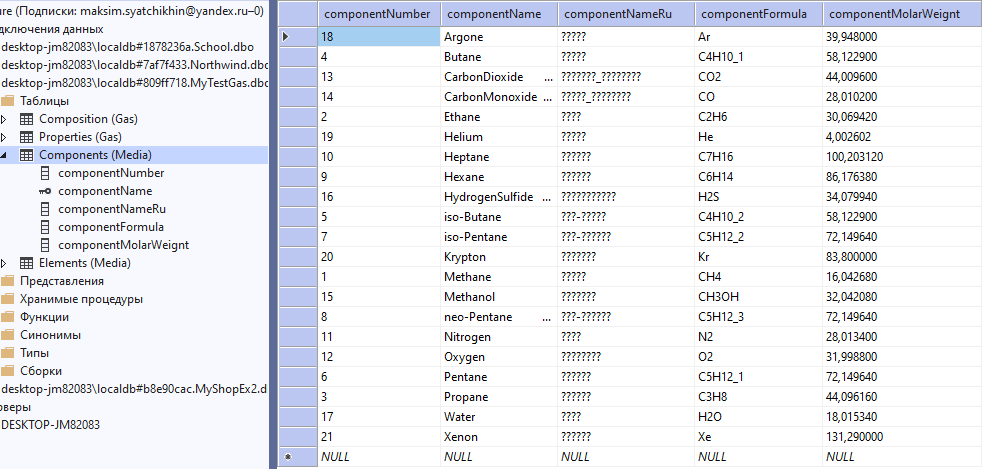 ure (Подписки: maksim.syatchikhin@yandex.ru–0)
дключения данных
desktop-jm82083\localdb#1878236a.School.dbo
desktop-jm82083\localdb#7af7f433.Northwind.dbo
desktop-jm82083\localdb#809ff718.MyTestGas.dbo
Таблицы
Composition (Gas)
Properties (Gas)
Components (Media)
componentNumber
componentName
componentNameRu
componentFormula
componentMolarWeignt
Elements (Media)
Представления
Хранимые процедуры
Функции
Синонимы
Типы
Сборки
desktop-jm82083\localdb#b8e90cac.MyShopEx2.d
рверы
DESKTOP-JM82083
componentNumber componentName componentNameRu componentFormula componentMolarWeignt
18 Argone ????? Ar 39,948000
4 Butane ????? C4H10_1 58,122900
13 CarbonDioxide ... ???????_???????? CO2 44,009600
14 CarbonMonoxide ... ?????_???????? CO 28,010200
2 Ethane ???? C2H6 30,069420
19 Helium ????? He 4,002602
10 Heptane ?????? C7H16 100,203120
9 Hexane ?????? C6H14 86,176380
16 HydrogenSulfide ... ??????????? H2S 34,079940
5 iso-Butane ???-????? C4H10_2 58,122900
7 iso-Pentane ???-?????? C5H12_2 72,149640
20 Krypton ??????? Kr 83,800000
1 Methane ????? CH4 16,042680
15 Methanol ??????? CH3OH 32,042080
8 neo-Pentane ... ???-?????? C5H12_3 72,149640
11 Nitrogen ???? N2 28,013400
12 Oxygen ???????? O2 31,998800
6 Pentane ?????? C5H12_1 72,149640
3 Propane ?????? C3H8 44,096160
17 Water ???? H2O 18,015340
21 Xenon ?????? Xe 131,290000
NULL NULL NULL NULL NULL